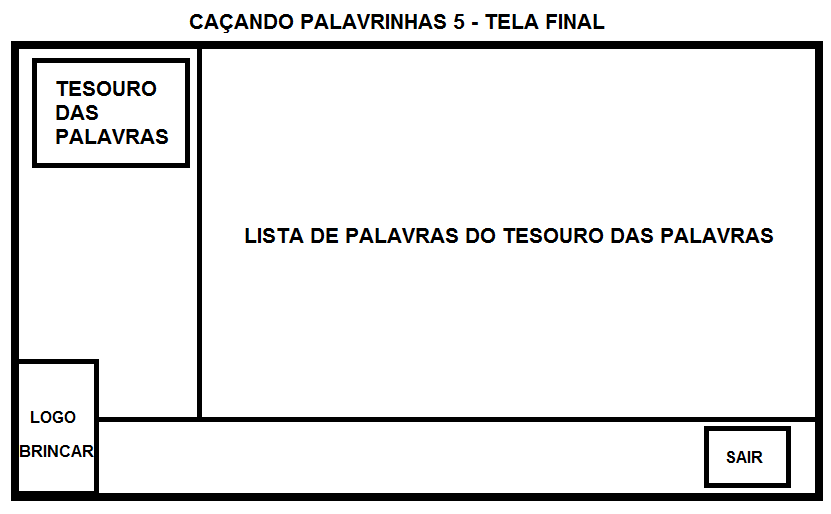 CAÇANDO PALAVRINHAS 5 - TELA FINAL
TESOURO
DAS
PALAVRAS
LISTA DE PALAVRAS DO TESOURO DAS PALAVRAS
LOGO
BRINCAR
SAIR